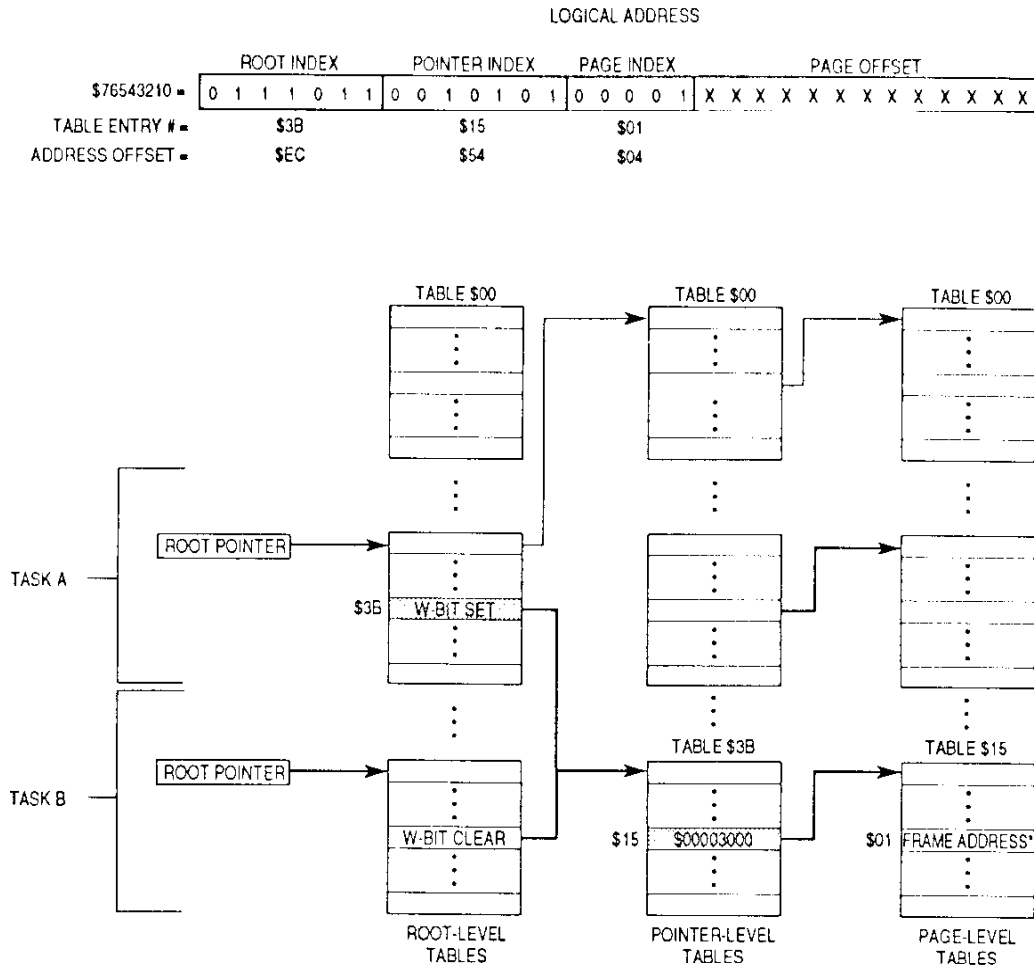 LOGICAL ADDRESS
ROOT INDEX POINTER INDEX PAGE INDEX PAGE OFFSET
$76543210 = 0 1 1 1 0 1 1 0 0 1 0 1 0 1 0 0 0 0 1 X X X X X X X X X X X X X
TABLE ENTRY # = $3B $15 $01
ADDRESS OFFSET = $EC $54 $04
TABLE $00 TABLE $00 TABLE $00
ROOT POINTER
TASK A
$3B W-BIT SET
TABLE $3B TABLE $15
ROOT POINTER
TASK B
W-BIT CLEAR $15 $00003000 $01 FRAME ADDRESS*
ROOT-LEVEL TABLES
POINTER-LEVEL TABLES
PAGE-LEVEL TABLES